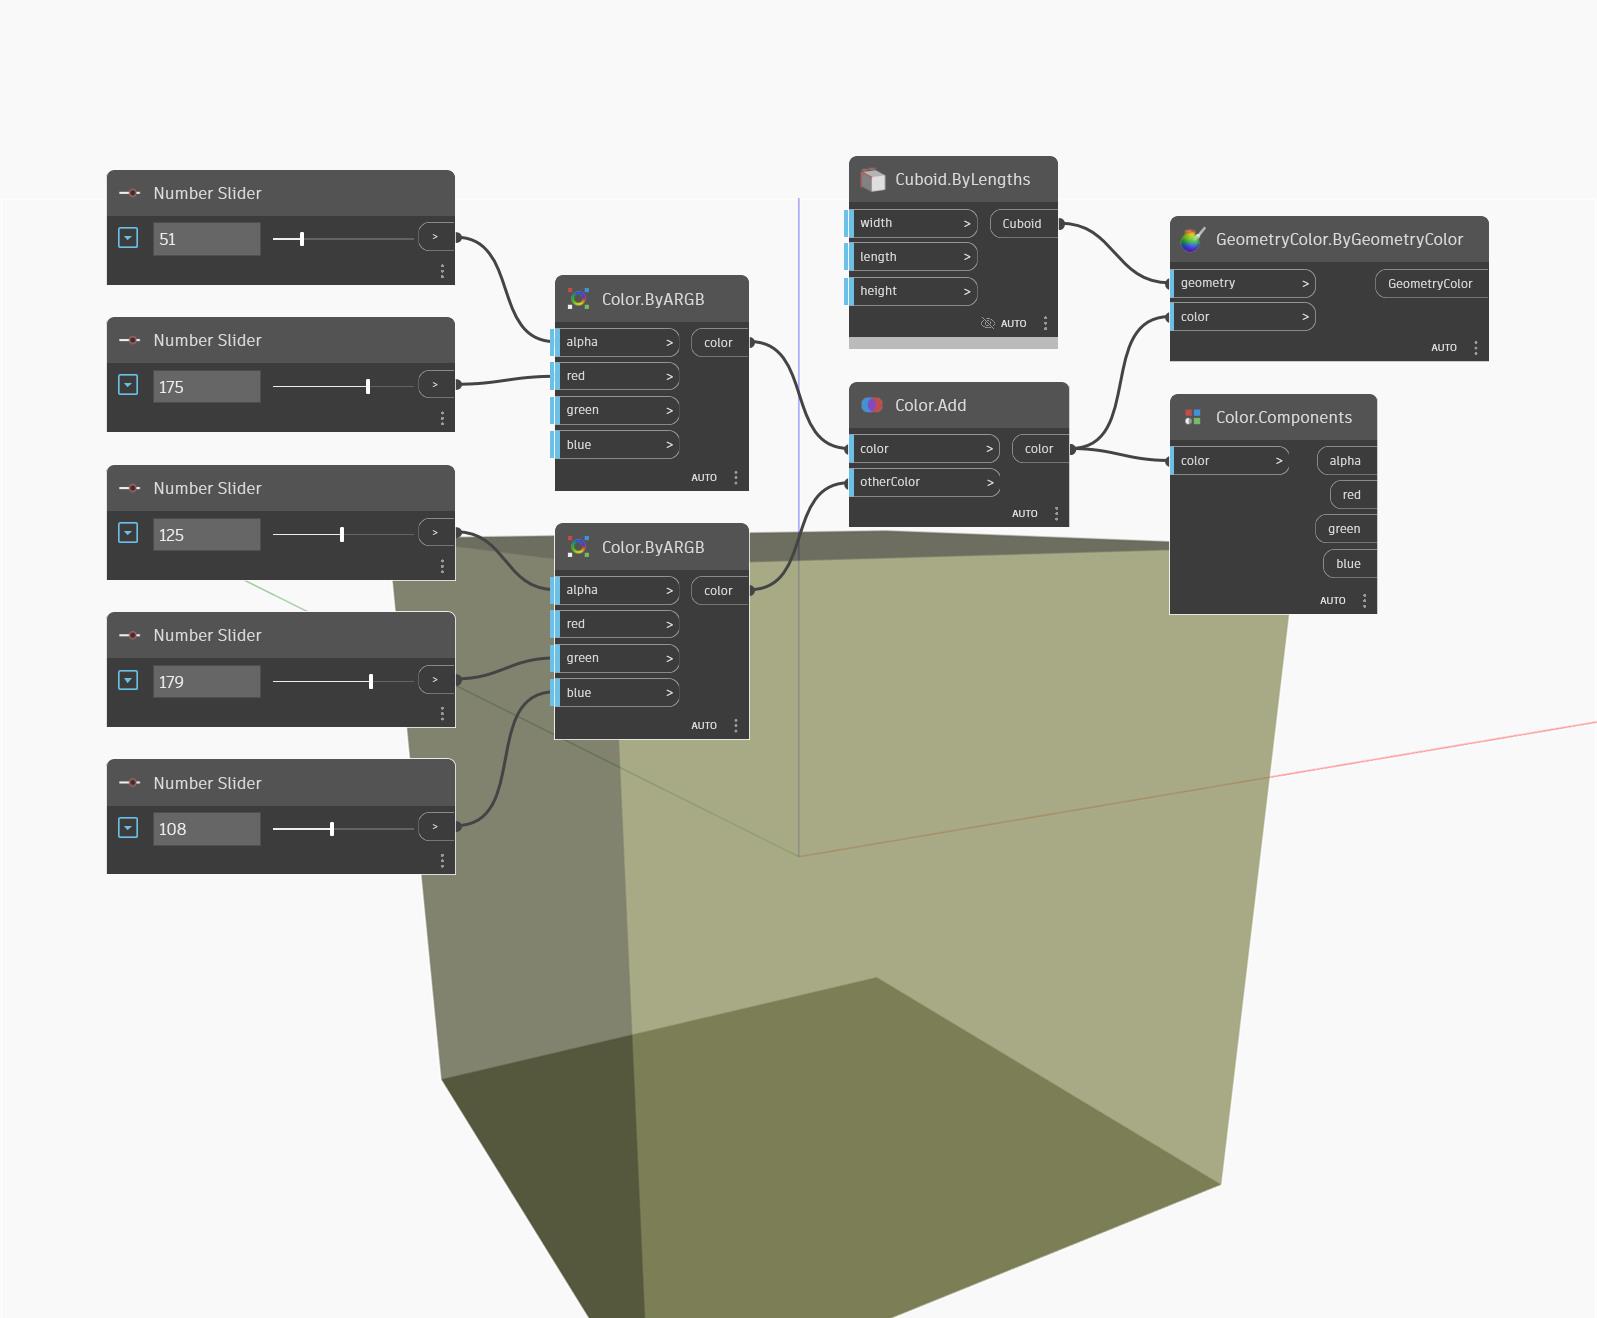 Number Slider
51
>
Number Slider
175
>
Number Slider
125
>
Number Slider
179
>
Number Slider
108
>
Color.ByARGB
alpha > color
red >
green >
blue >
AUTO
Color.ByARGB
alpha > color
red >
green >
blue >
AUTO
Cuboid.ByLengths
width > Cuboid
length >
height >
AUTO
Color.Add
color > color
otherColor >
AUTO
GeometryColor.ByGeometryColor
geometry > GeometryColor
color >
AUTO
Color.Components
color > alpha
red
green
blue
AUTO